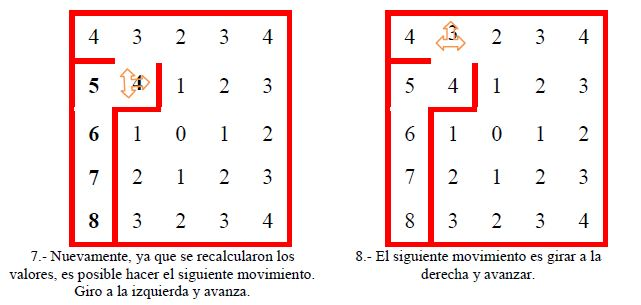 4 3 2 3 4
5 4 1 2 3
6 1 0 1 2
7 2 1 2 3
8 3 2 3 4
7.- Nuevamente, ya que se recalcularon los
valores, es posible hacer el siguiente movimiento.
Giro a la izquierda y avanza.
4 3 2 3 4
5 4 1 2 3
6 1 0 1 2
7 2 1 2 3
8 3 2 3 4
8.- El siguiente movimiento es girar a la
derecha y avanzar.